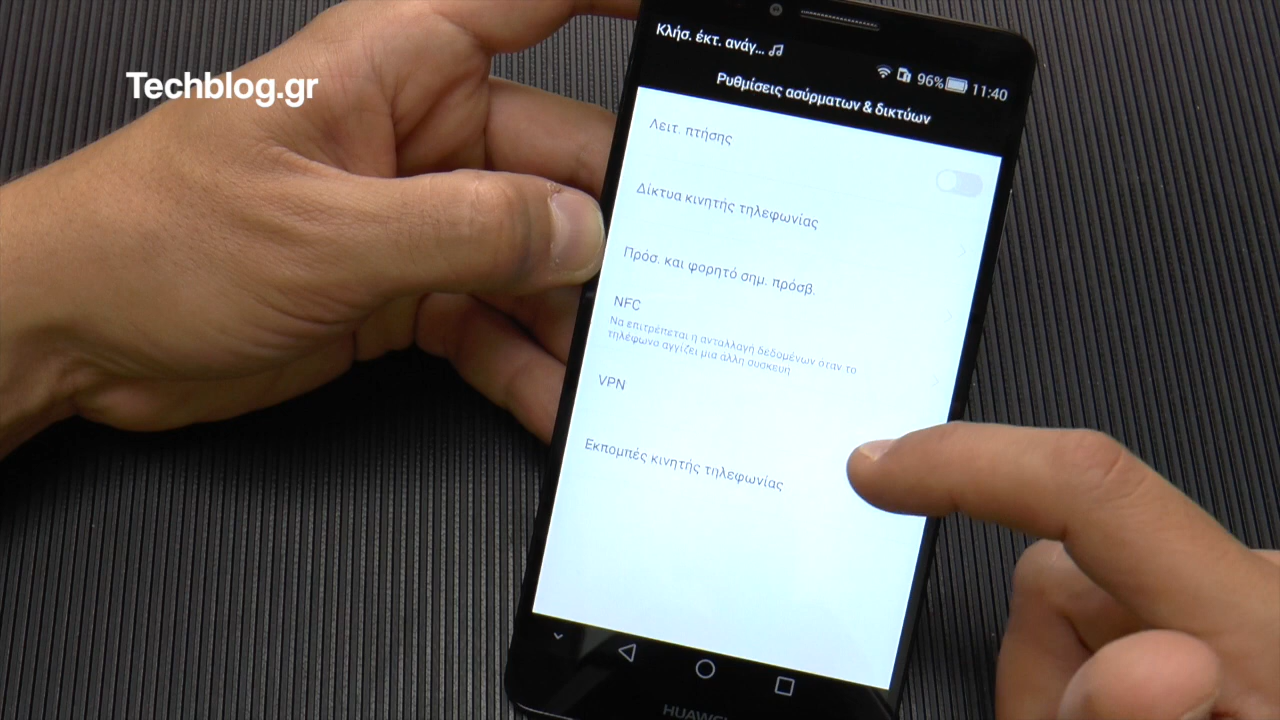 Techblog.gr
Κλήσ. έκτ. ανάγ...
96% 11:40
Ρυθμίσεις ασύρματων & δικτύων
Λειτ. πτήσης
Δίκτυα κινητής τηλεφωνίας
Πρόσ. και φορητό σημ. πρόσβ.
NFC
Να επιτρέπεται η ανταλλαγή δεδομένων όταν το
τηλέφωνο αγγίζει μια άλλη συσκευή
VPN
Εκπομπές κινητής τηλεφωνίας
HUAWEI